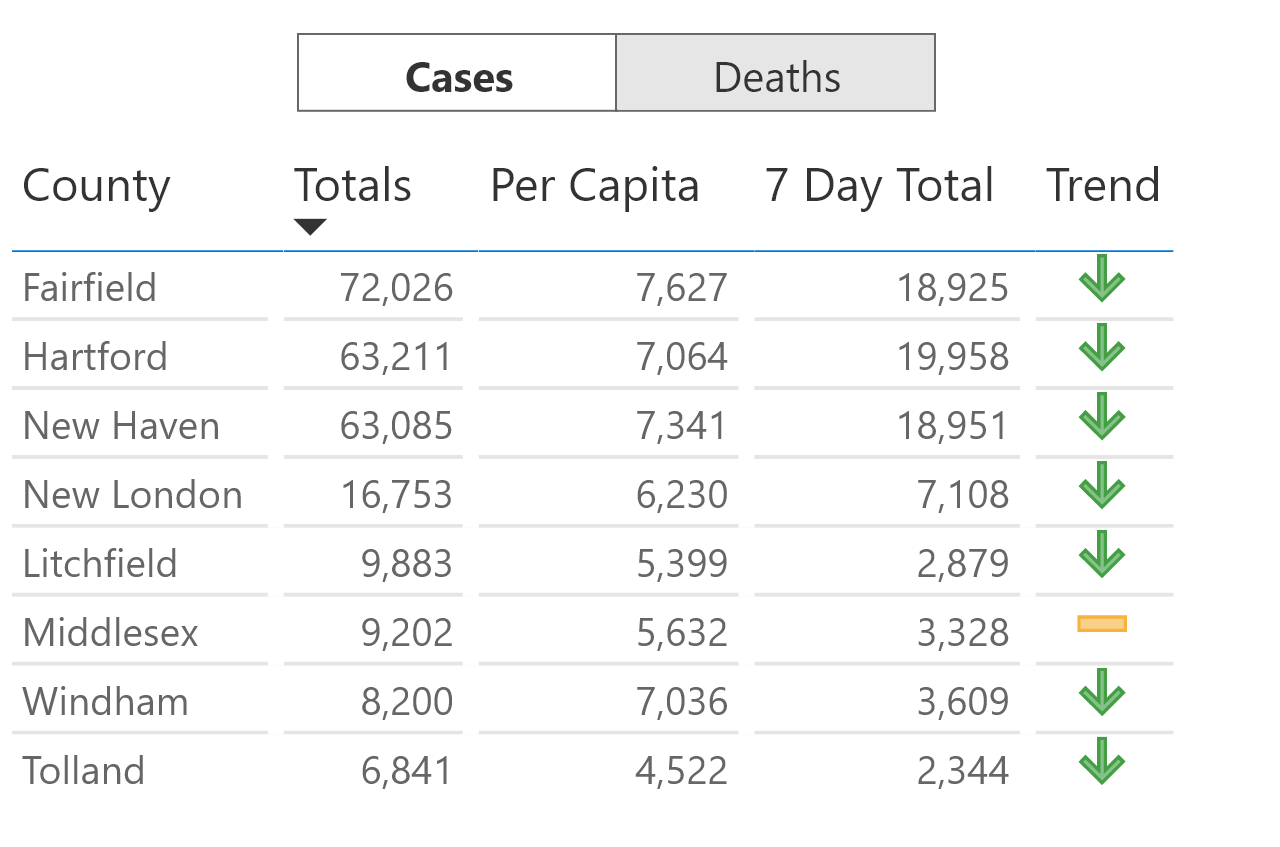 Cases Deaths
County Totals Per Capita 7 Day Total Trend
Fairfield 72,026 7,627 18,925
Hartford 63,211 7,064 19,958
New Haven 63,085 7,341 18,951
New London 16,753 6,230 7,108
Litchfield 9,883 5,399 2,879
Middlesex 9,202 5,632 3,328
Windham 8,200 7,036 3,609
Tolland 6,841 4,522 2,344